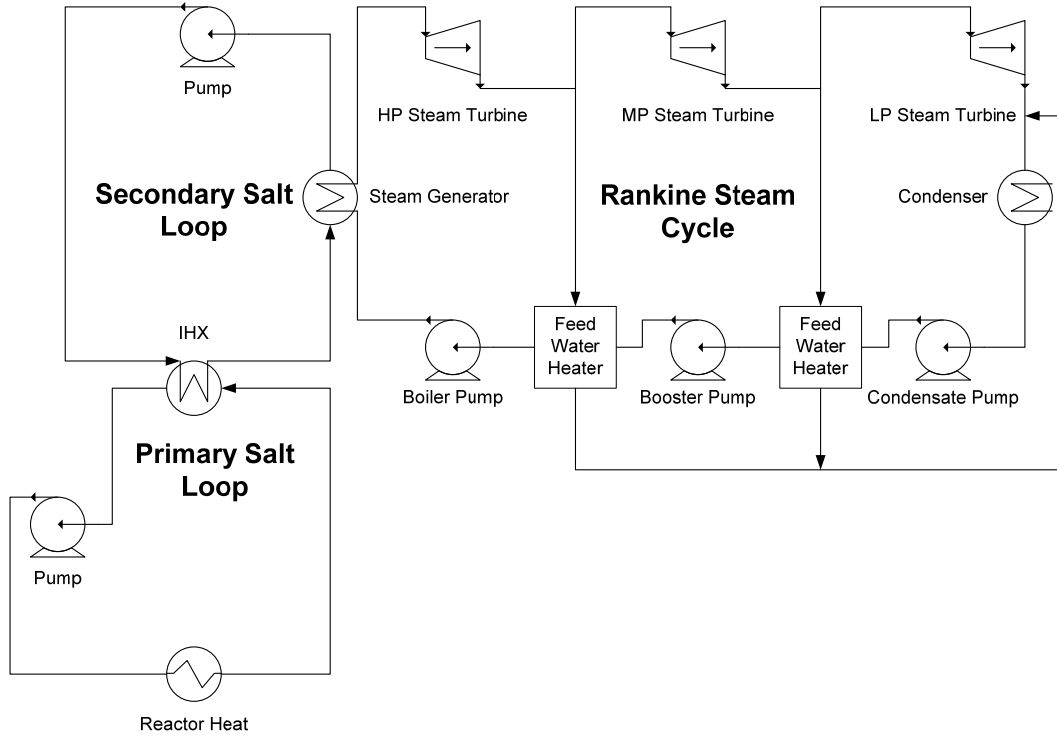 Pump
HP Steam Turbine
MP Steam Turbine
LP Steam Turbine
Secondary Salt
Loop
Steam Generator
Rankine Steam
Cycle
Condenser
IHX
Feed
Water
Heater
Feed
Water
Heater
Boiler Pump
Booster Pump
Condensate Pump
Primary Salt
Loop
Pump
Reactor Heat